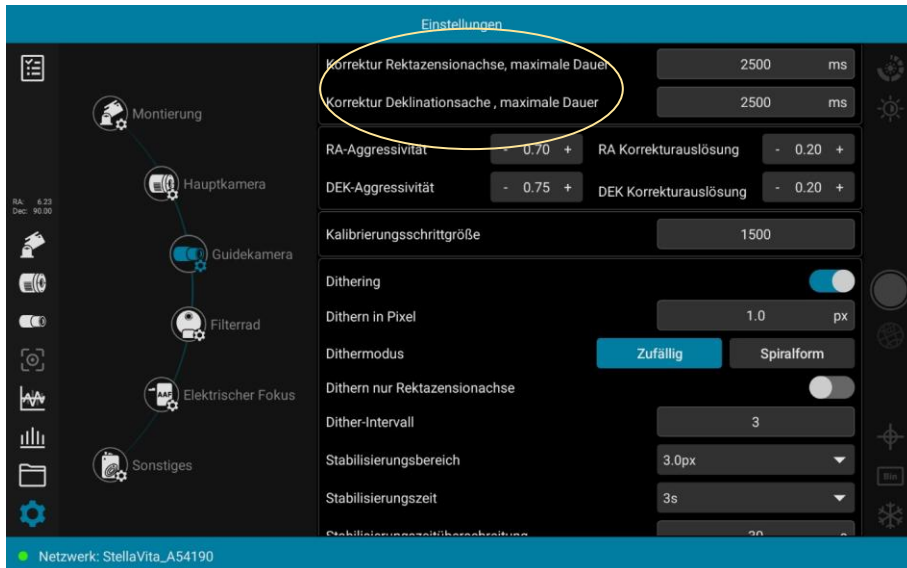 Einstellungen
Korrektur Rektazensionachse, maximale Dauer 2500 ms
Korrektur Deklinationsache , maximale Dauer 2500 ms
Montierung
RA-Aggressivität - 0.70 + RA Korrekturauslösung - 0.20 +
Hauptkamera
DEK-Aggressivität - 0.75 + DEK Korrekturauslösung - 0.20 +
RA: 6.23
Dec: 90.00
Kalibrierungsschrittgröße 1500
Guidekamera
Dithering
Dithern in Pixel 1.0 px
Filterrad
Dithermodus Zufällig Spiralform
Dithern nur Rektazensionachse
AAF Elektrischer Fokus
Dither-Intervall 3
Stabilisierungsbereich 3.0px
Sonstiges
Bin
Stabilisierungszeit 3s
Stabilisierungszeitüberschreitung 30 s
Netzwerk: StellaVita_A54190